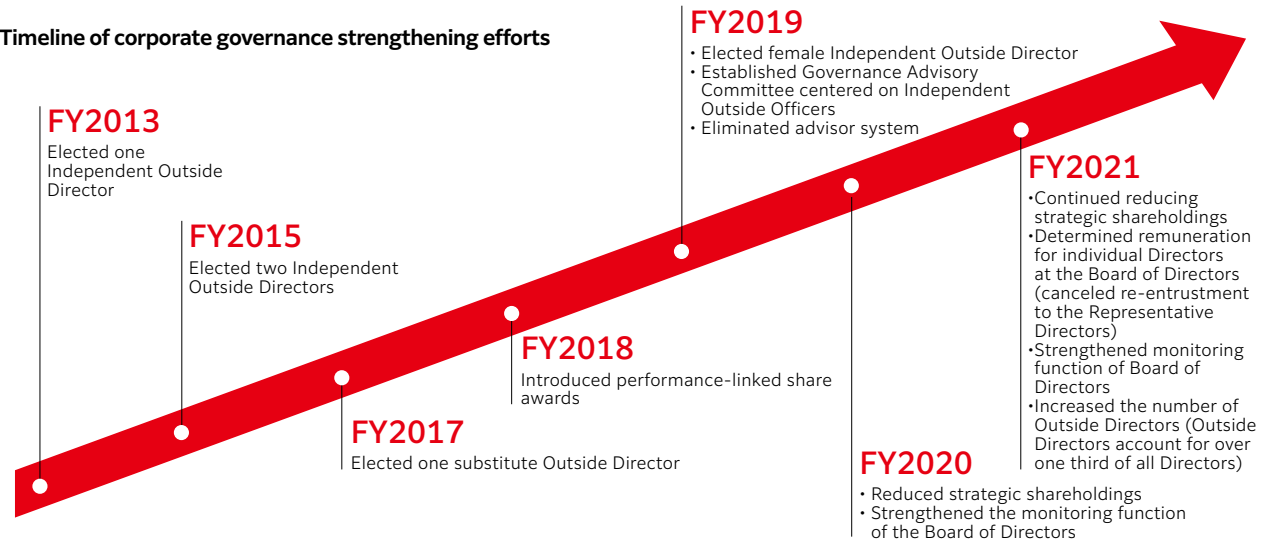 Timeline of corporate governance strengthening efforts
FY2013
Elected one
Independent Outside
Director
FY2015
Elected two Independent
Outside Directors
FY2017
Elected one substitute Outside Director
FY2018
Introduced performance-linked share
awards
FY2019
・Elected female Independent Outside Director
・Established Governance Advisory
Committee centered on Independent
Outside Officers
・Eliminated advisor system
FY2020
・Reduced strategic shareholdings
・Strengthened the monitoring function
of the Board of Directors
FY2021
・Continued reducing
strategic shareholdings
・Determined remuneration
for individual Directors
at the Board of Directors
(canceled re-entrustment
to the Representative
Directors)
・Strengthened monitoring
function of Board of
Directors
・Increased the number of
Outside Directors (Outside
Directors account for over
one third of all Directors)